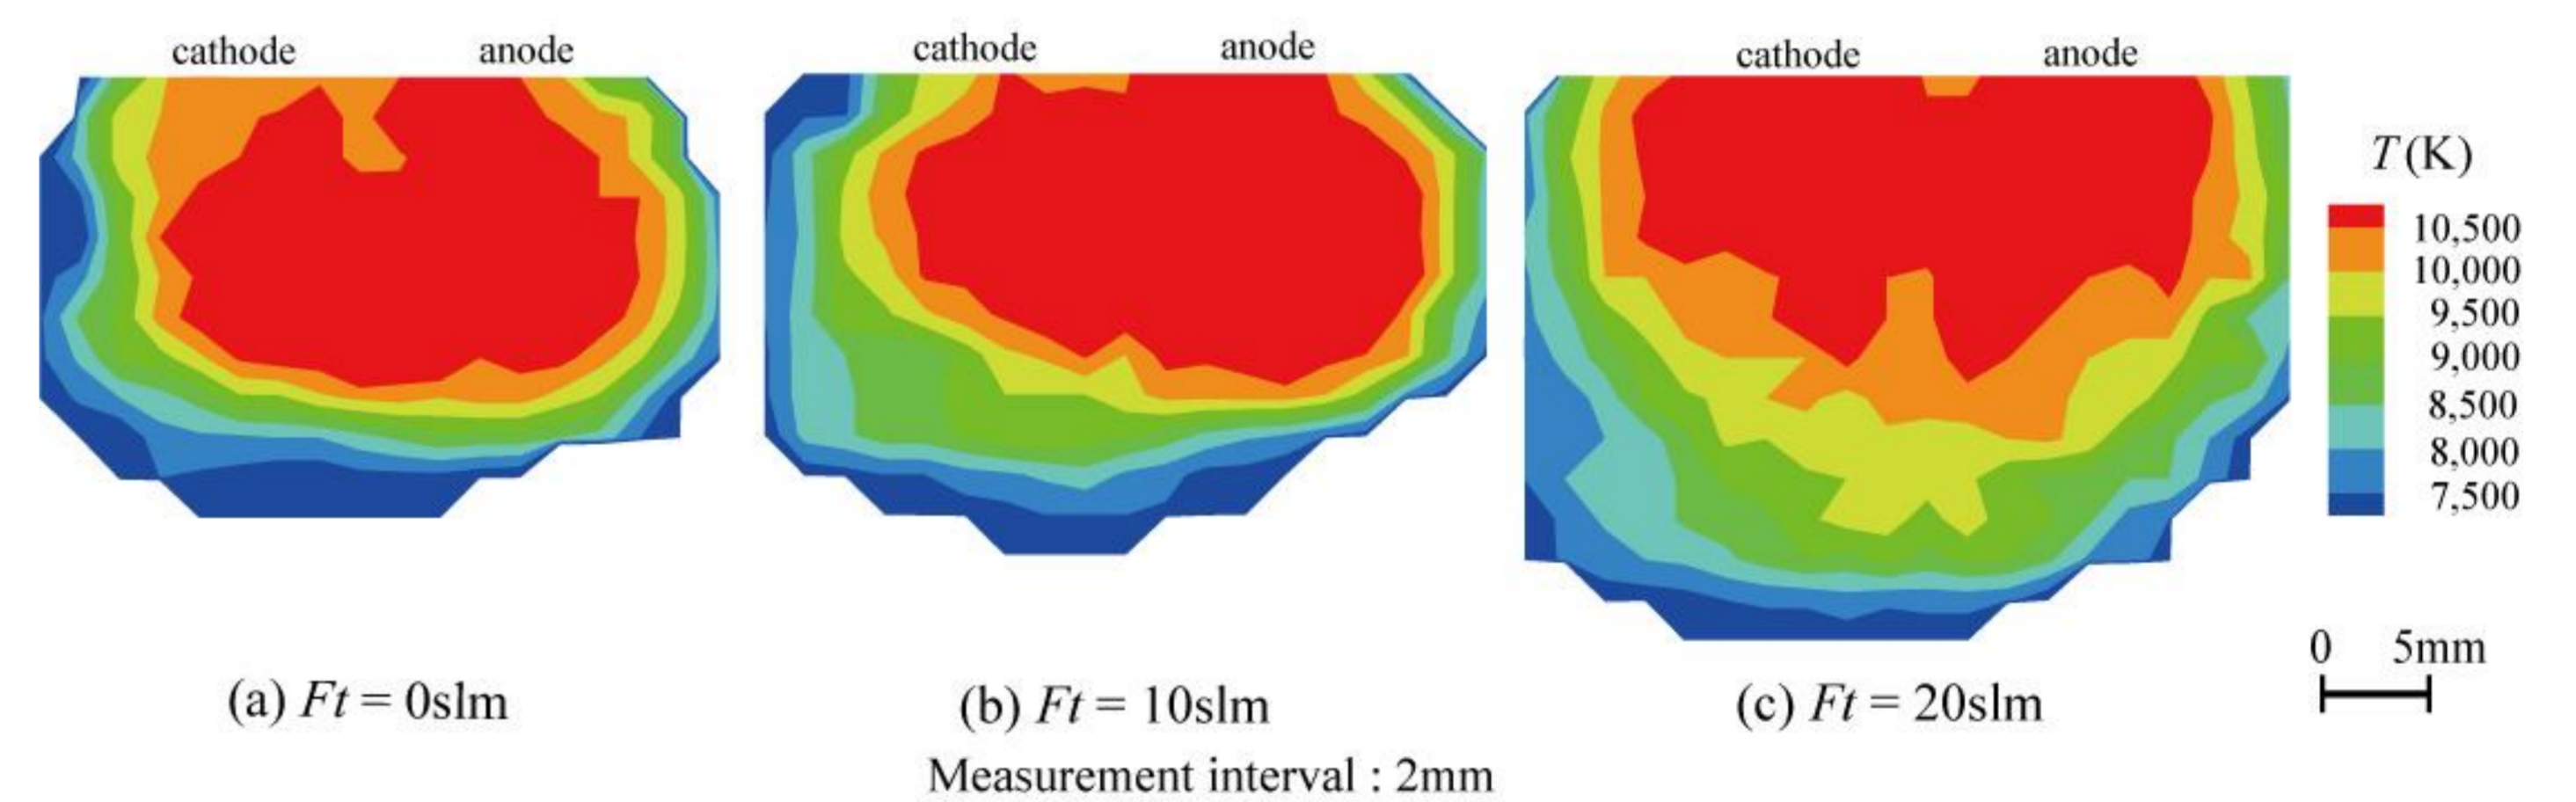 cathode anode
cathode anode
cathode anode
T(K)
10,500
10,000
9,500
9,000
8,500
8,000
7,500
0 5mm
(a) Ft = 0slm
(b) Ft = 10slm
(c) Ft = 20slm
Measurement interval : 2mm